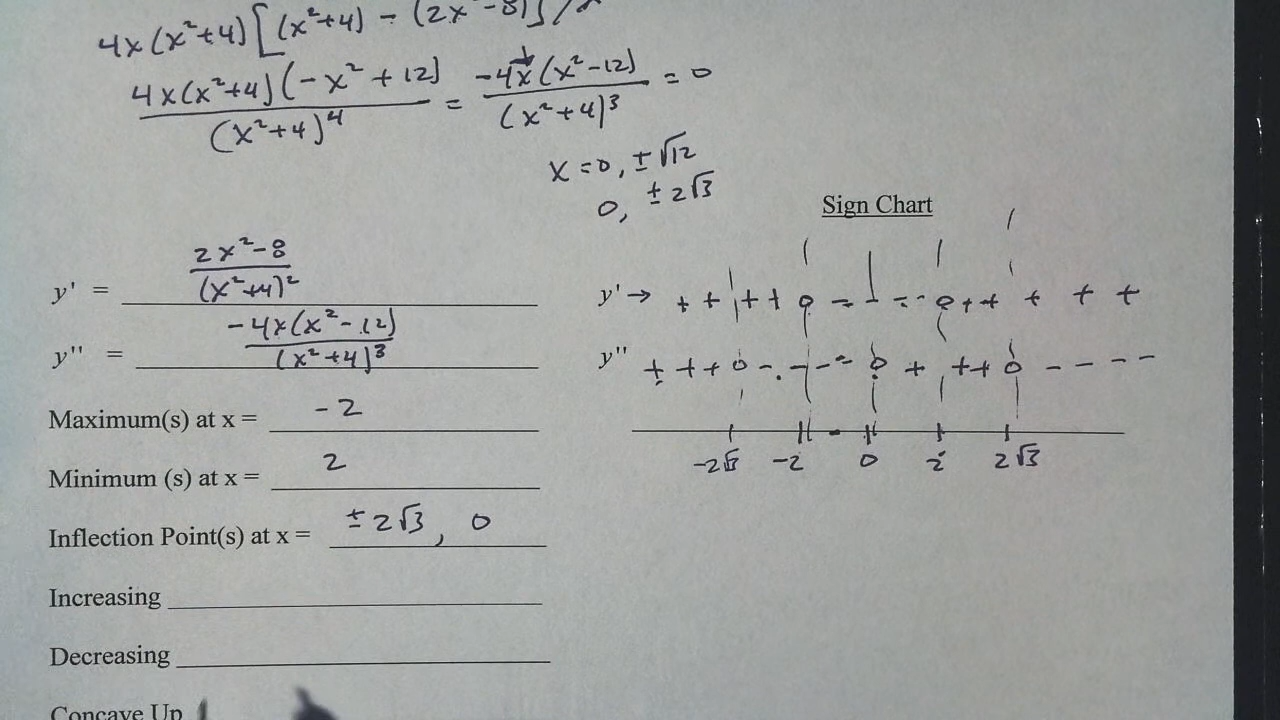 4x(x²+4)[(x²+4) - (2x²-8)]/
4x(x²+4)(-x²+12) / (x²+4)⁴ = -4x(x²-12) / (x²+4)³ = 0
x = 0, ±√12
0, ±2√3
Sign Chart
y' = 2x²-8 / (x²+4)²
y' → + + + + 0 - - - - 0 + + + + +
y'' = -4x(x²-12) / (x²+4)³
y'' + + + 0 - - - - 0 + + + 0 - - - -
-2√3 -2 0 2 2√3
Maximum(s) at x = -2
Minimum (s) at x = 2
Inflection Point(s) at x = ±2√3, 0
Increasing
Decreasing
Concave Up